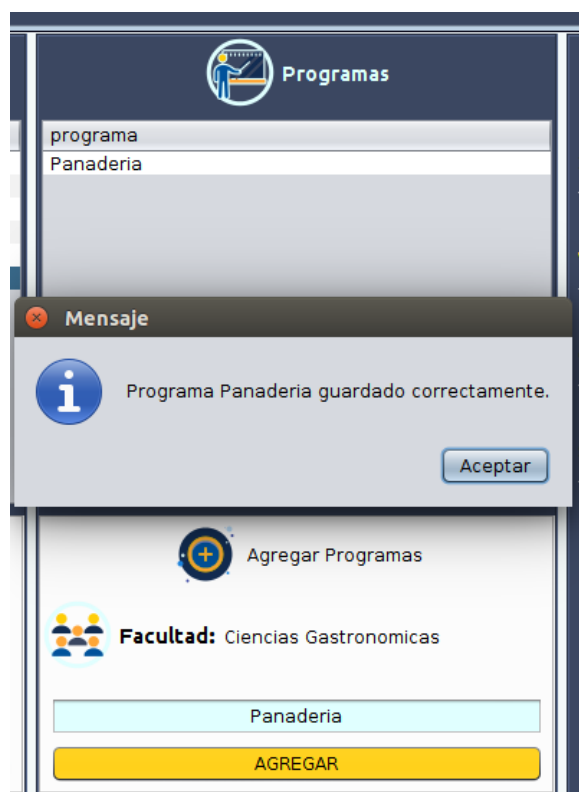 Programas
programa
Panaderia
Mensaje
Programa Panaderia guardado correctamente.
Aceptar
Agregar Programas
Facultad: Ciencias Gastronomicas
Panaderia
AGREGAR